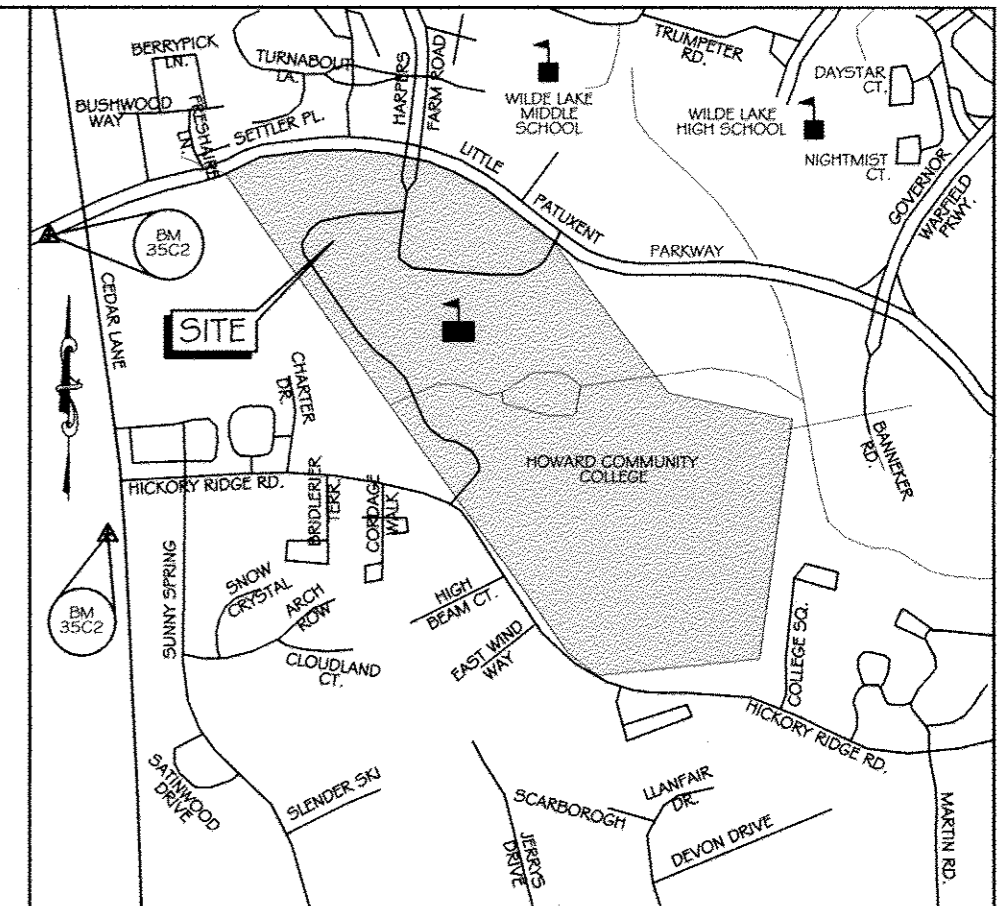 BERRYPICK
LN.
TURNABOUT
LA.
HARPERS
FARM ROAD
TRUMPETER
RD.
DAYSTAR
CT.
BUSHWOOD
WAY
FRESHAIRE
LN.
SETTLER PL.
WILDE LAKE
MIDDLE
SCHOOL
WILDE LAKE
HIGH SCHOOL
NIGHTMIST
CT.
GOVERNOR
WARFIELD
PKWY.
LITTLE
PATUXENT
PARKWAY
BM
35C2
CEDAR LANE
SITE
CHARTER
DR.
HOWARD COMMUNITY
COLLEGE
BANNEKER
RD.
HICKORY RIDGE RD.
BRIDLERIER
TERR.
CORDAGE
WALK
BM
35C2
SUNNY SPRING
SNOW
CRYSTAL
ARCH
ROW
CLOUDLAND
CT.
HIGH
BEAM CT.
EAST WIND
WAY
COLLEGE SQ.
HICKORY RIDGE RD.
SATINWOOD
DRIVE
SLENDER SKI
JERRYS
DRIVE
SCARBOROGH
LLANFAIR
DR.
DEVON DRIVE
MARTIN RD.